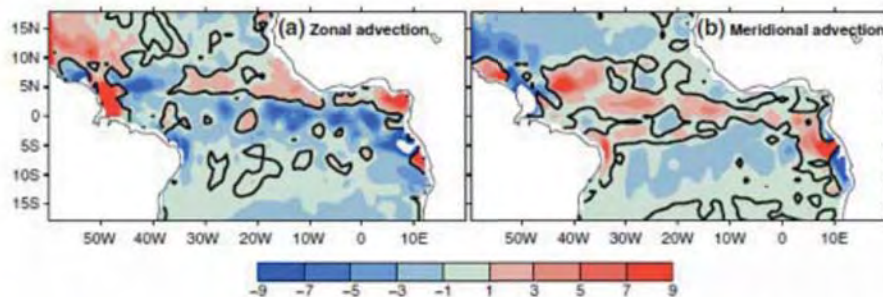 (a) Zonal advection (b) Meridional advection
15N
10N
5N
0
5S
10S
15S
50W 40W 30W 20W 10W 0 10E 50W 40W 30W 20W 10W 0 10E
-9 -7 -5 -3 -1 1 3 5 7 9